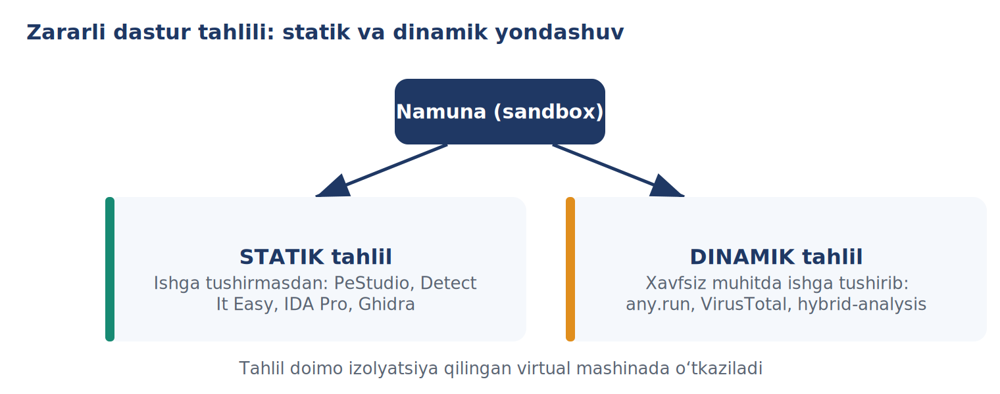 Zararli dastur tahlili: statik va dinamik yondashuv
Namuna (sandbox)
STATIK tahlil
Ishga tushirmasdan: PeStudio, Detect
It Easy, IDA Pro, Ghidra
DINAMIK tahlil
Xavfsiz muhitda ishga tushirib:
any.run, VirusTotal, hybrid-analysis
Tahlil doimo izolyatsiya qilingan virtual mashinada oʻtkaziladi